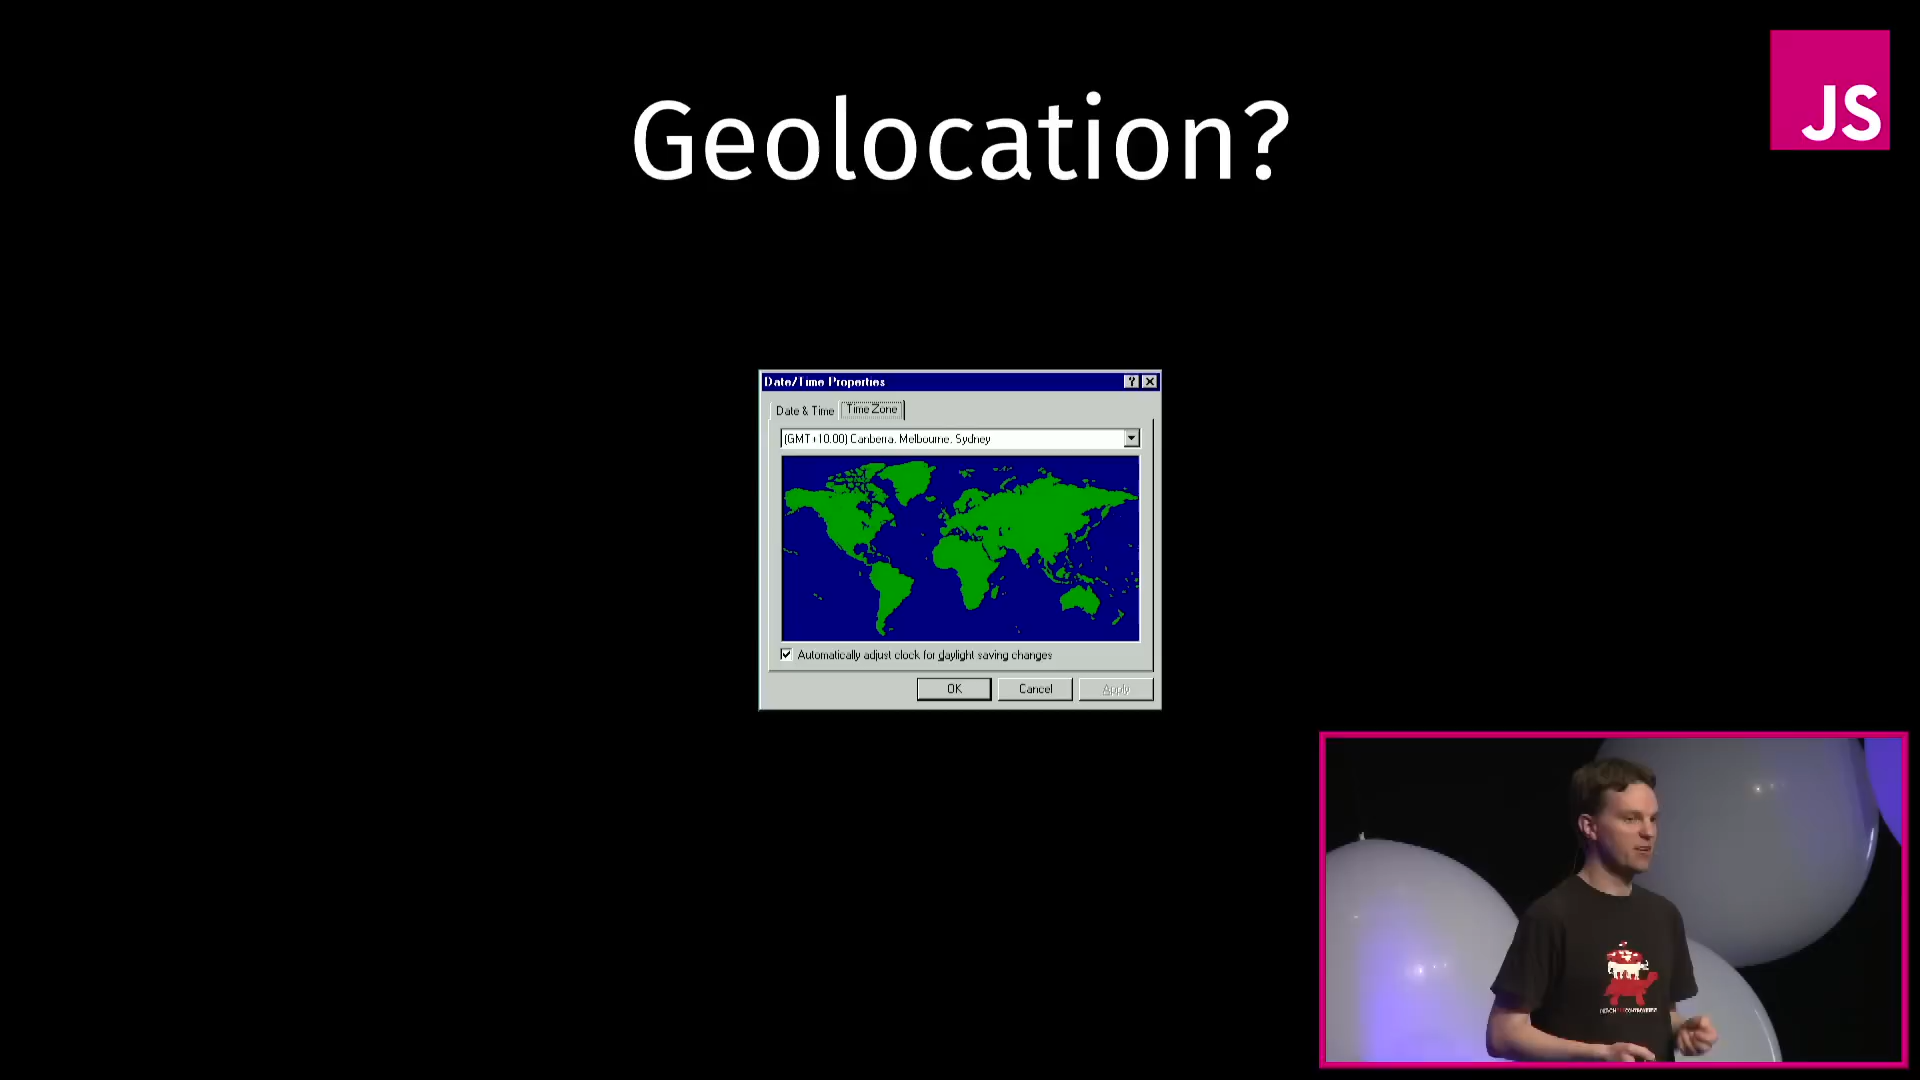 Geolocation?
JS
Date/Time Properties
Date & Time
Time Zone
(GMT+10:00) Canberra, Melbourne, Sydney
Automatically adjust clock for daylight saving changes
OK
Cancel
Apply